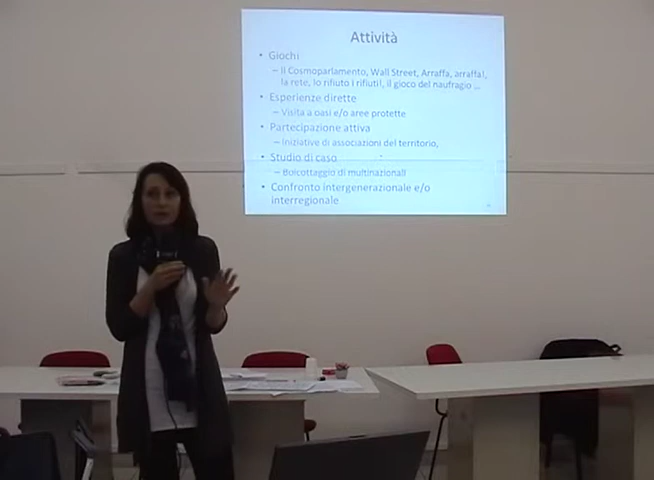 Attività
• Giochi
– Il Cosmoparlamento, Wall Street, Arraffa, arraffa!,
la rete, Io rifiuto i rifiuti!, il gioco del naufragio ...
• Esperienze dirette
– Visita a oasi e/o aree protette
• Partecipazione attiva
– Iniziative di associazioni del territorio,
• Studio di caso
– Boicottaggio di multinazionali
• Confronto intergenerazionale e/o
interregionale